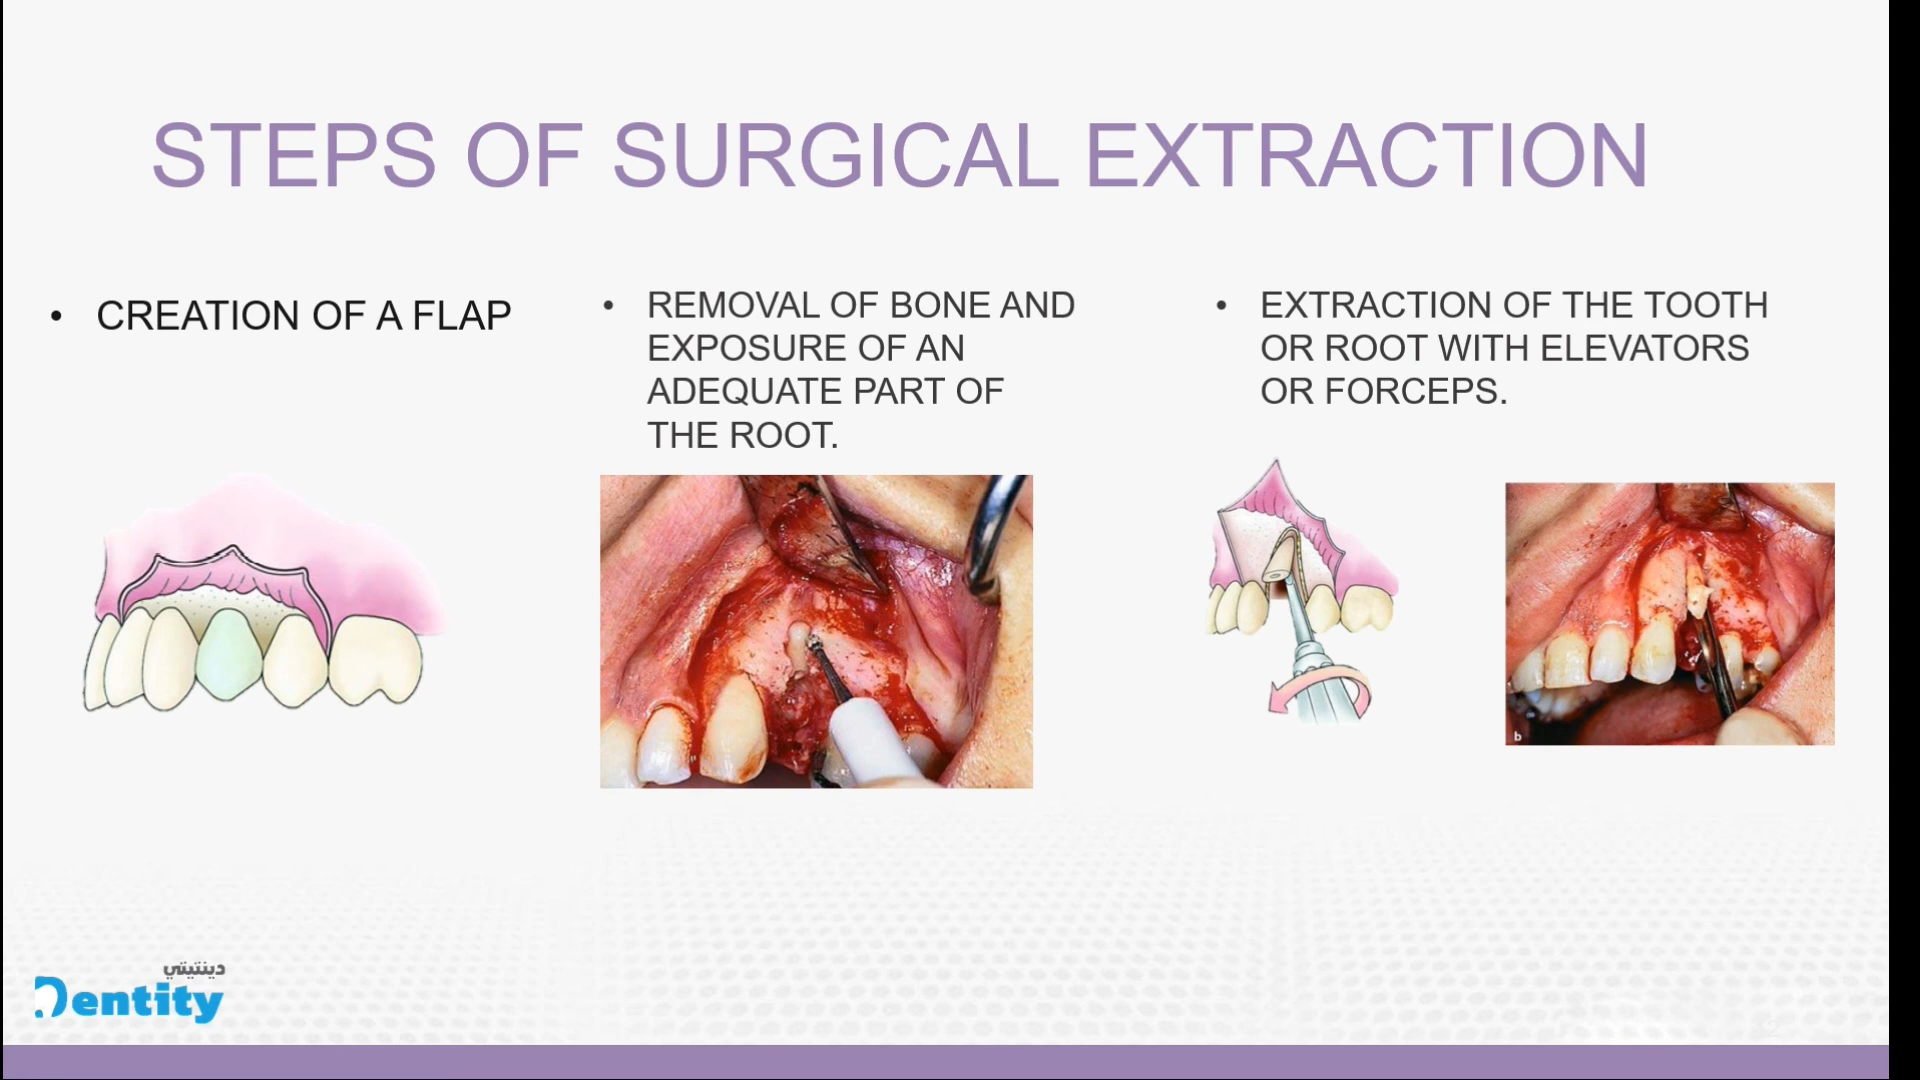 STEPS OF SURGICAL EXTRACTION
• CREATION OF A FLAP
• REMOVAL OF BONE AND
EXPOSURE OF AN
ADEQUATE PART OF
THE ROOT.
• EXTRACTION OF THE TOOTH
OR ROOT WITH ELEVATORS
OR FORCEPS.
b
دينتيتي
Dentity